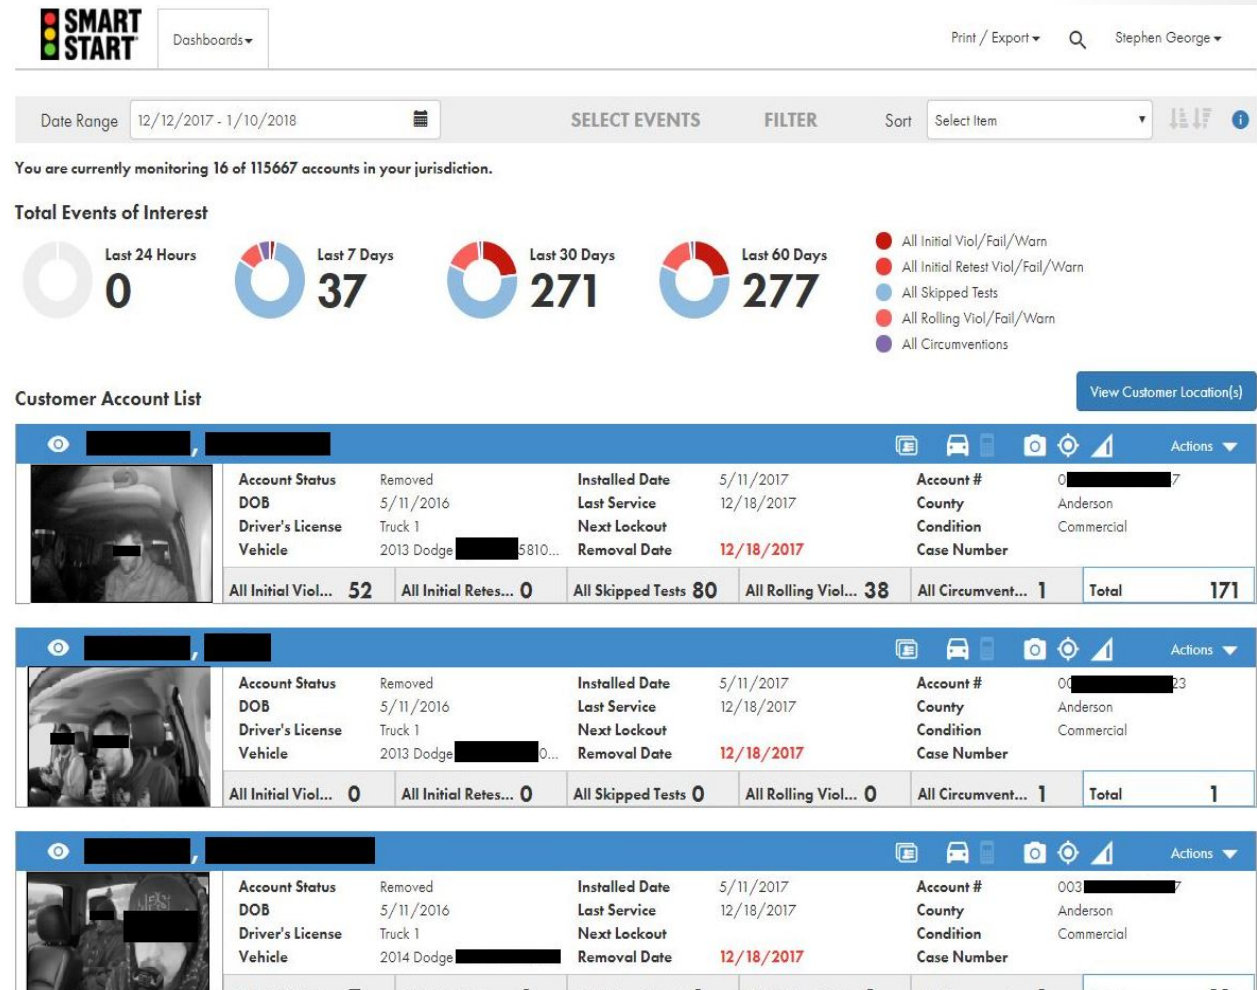 SMART
START
Dashboards
Print / Export
Stephen George
Date Range
12/12/2017 - 1/10/2018
SELECT EVENTS
FILTER
Sort
Select Item
You are currently monitoring 16 of 115667 accounts in your jurisdiction.
Total Events of Interest
Last 24 Hours
0
Last 7 Days
37
Last 30 Days
271
Last 60 Days
277
All Initial Viol/Fail/Warn
All Initial Retest Viol/Fail/Warn
All Skipped Tests
All Rolling Viol/Fail/Warn
All Circumventions
Customer Account List
View Customer Location(s)
, Actions
Account Status Removed Installed Date 5/11/2017 Account # 0 7
DOB 5/11/2016 Last Service 12/18/2017 County Anderson
Driver's License Truck 1 Next Lockout Condition Commercial
Vehicle 2013 Dodge 5810... Removal Date 12/18/2017 Case Number
All Initial Viol... 52 All Initial Retes... 0 All Skipped Tests 80 All Rolling Viol... 38 All Circumvent... 1 Total 171
, Actions
Account Status Removed Installed Date 5/11/2017 Account # 00 23
DOB 5/11/2016 Last Service 12/18/2017 County Anderson
Driver's License Truck 1 Next Lockout Condition Commercial
Vehicle 2013 Dodge 0... Removal Date 12/18/2017 Case Number
All Initial Viol... 0 All Initial Retes... 0 All Skipped Tests 0 All Rolling Viol... 0 All Circumvent... 1 Total 1
, Actions
Account Status Removed Installed Date 5/11/2017 Account # 003 7
DOB 5/11/2016 Last Service 12/18/2017 County Anderson
Driver's License Truck 1 Next Lockout Condition Commercial
Vehicle 2014 Dodge Removal Date 12/18/2017 Case Number